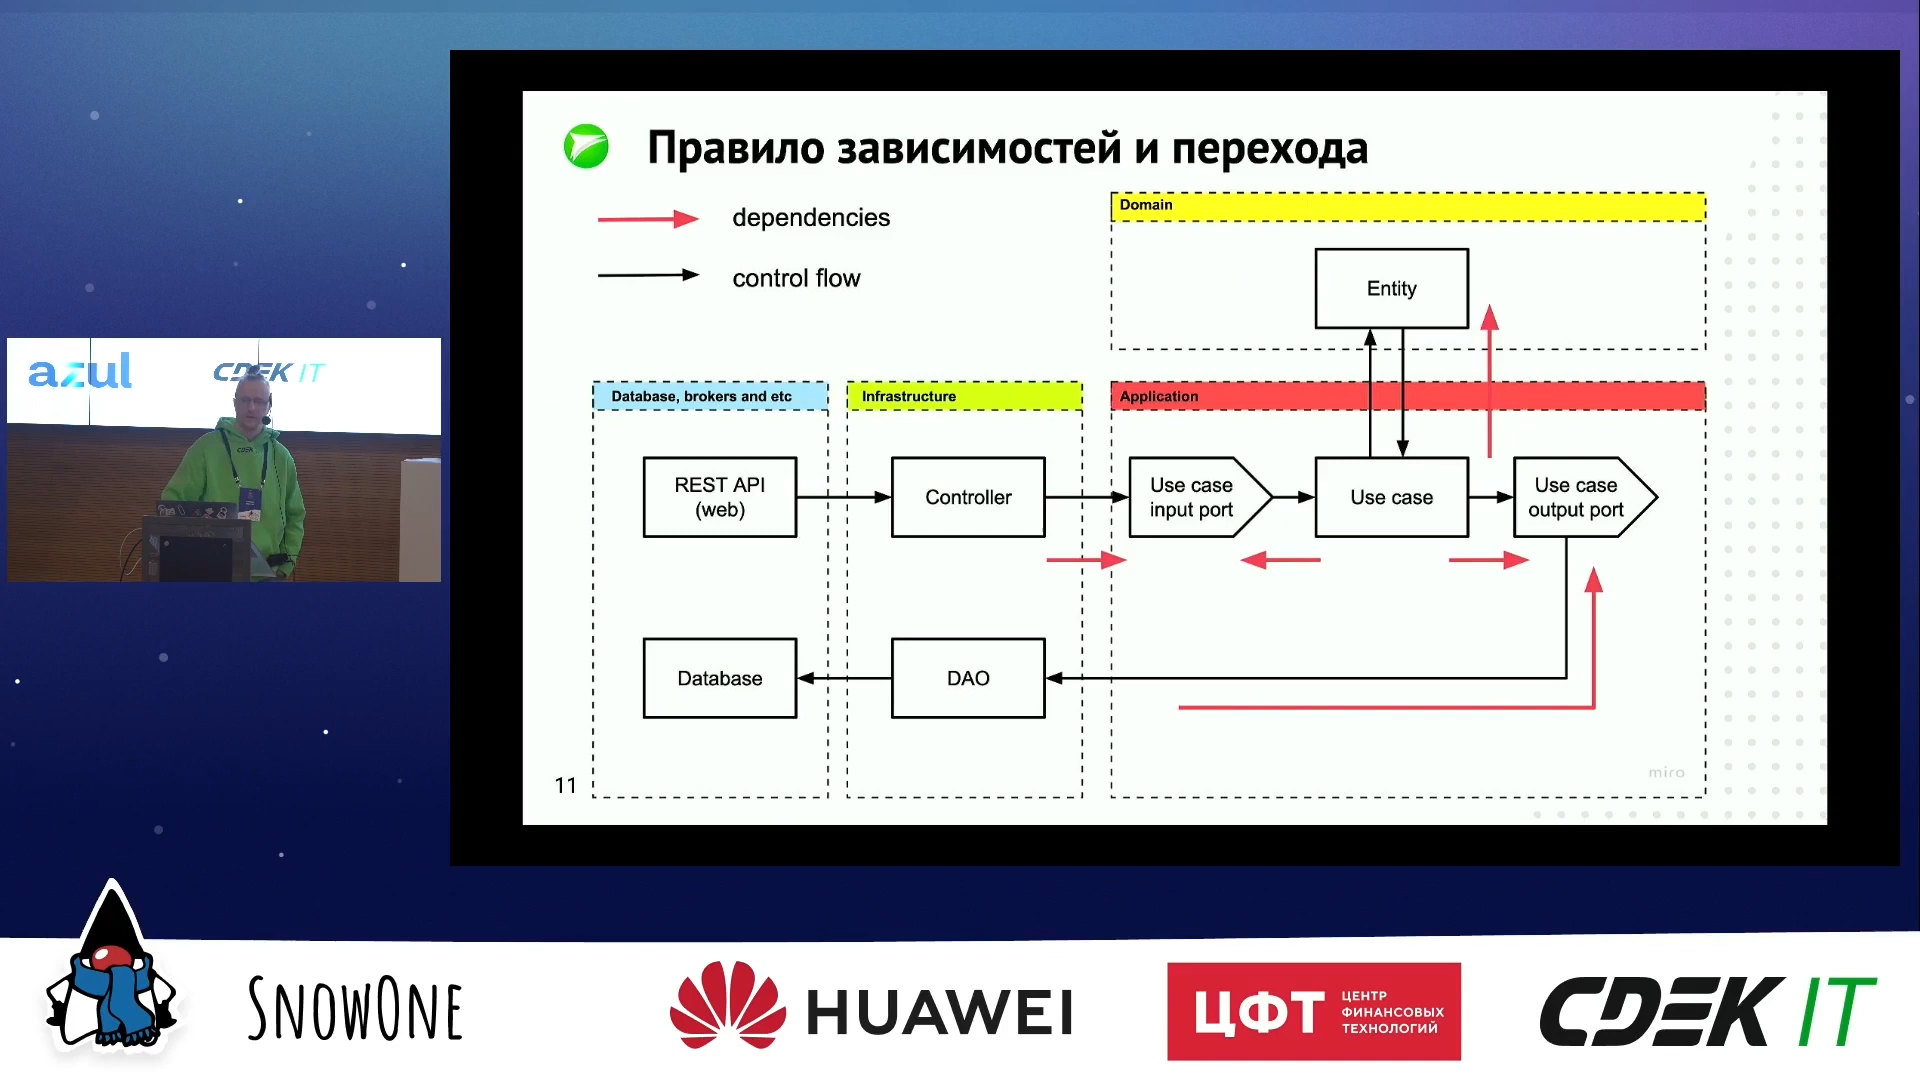 Правило зависимостей и перехода
dependencies
control flow
Domain
Entity
Database, brokers and etc
Infrastructure
Application
REST API
(web)
Controller
Use case
input port
Use case
Use case
output port
Database
DAO
11
miro
azul
CDEK IT
CDEK
SNOWONE
HUAWEI
ЦФТ
ЦЕНТР
ФИНАНСОВЫХ
ТЕХНОЛОГИЙ
CDEK IT